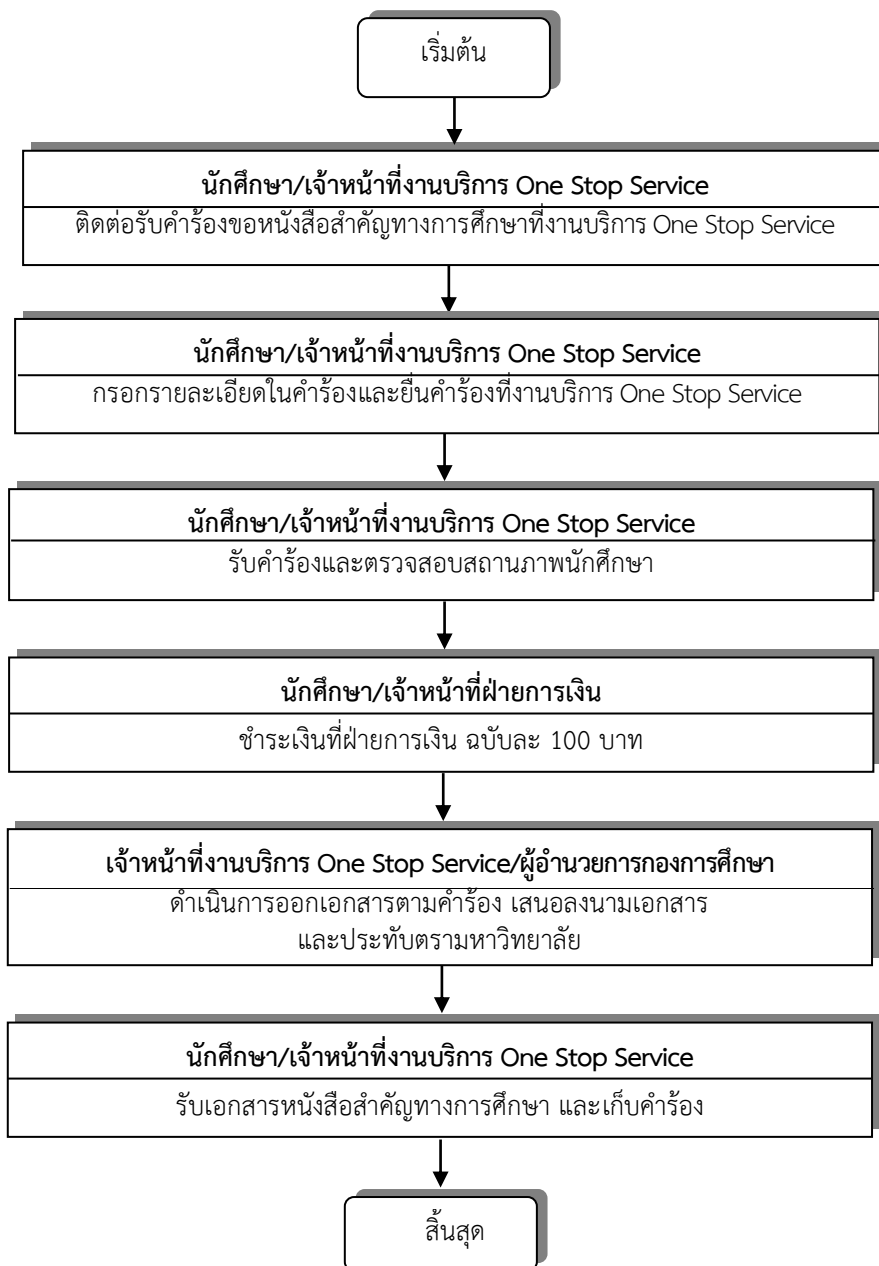 เริ่มต้น
นักศึกษา/เจ้าหน้าที่งานบริการ One Stop Service
ติดต่อรับคำร้องขอหนังสือสำคัญทางการศึกษาที่งานบริการ One Stop Service
นักศึกษา/เจ้าหน้าที่งานบริการ One Stop Service
กรอกรายละเอียดในคำร้องและยื่นคำร้องที่งานบริการ One Stop Service
นักศึกษา/เจ้าหน้าที่งานบริการ One Stop Service
รับคำร้องและตรวจสอบสถานภาพนักศึกษา
นักศึกษา/เจ้าหน้าที่ฝ่ายการเงิน
ชำระเงินที่ฝ่ายการเงิน ฉบับละ 100 บาท
เจ้าหน้าที่งานบริการ One Stop Service/ผู้อำนวยการกองการศึกษา
ดำเนินการออกเอกสารตามคำร้อง เสนอลงนามเอกสาร
และประทับตรามหาวิทยาลัย
นักศึกษา/เจ้าหน้าที่งานบริการ One Stop Service
รับเอกสารหนังสือสำคัญทางการศึกษา และเก็บคำร้อง
สิ้นสุด